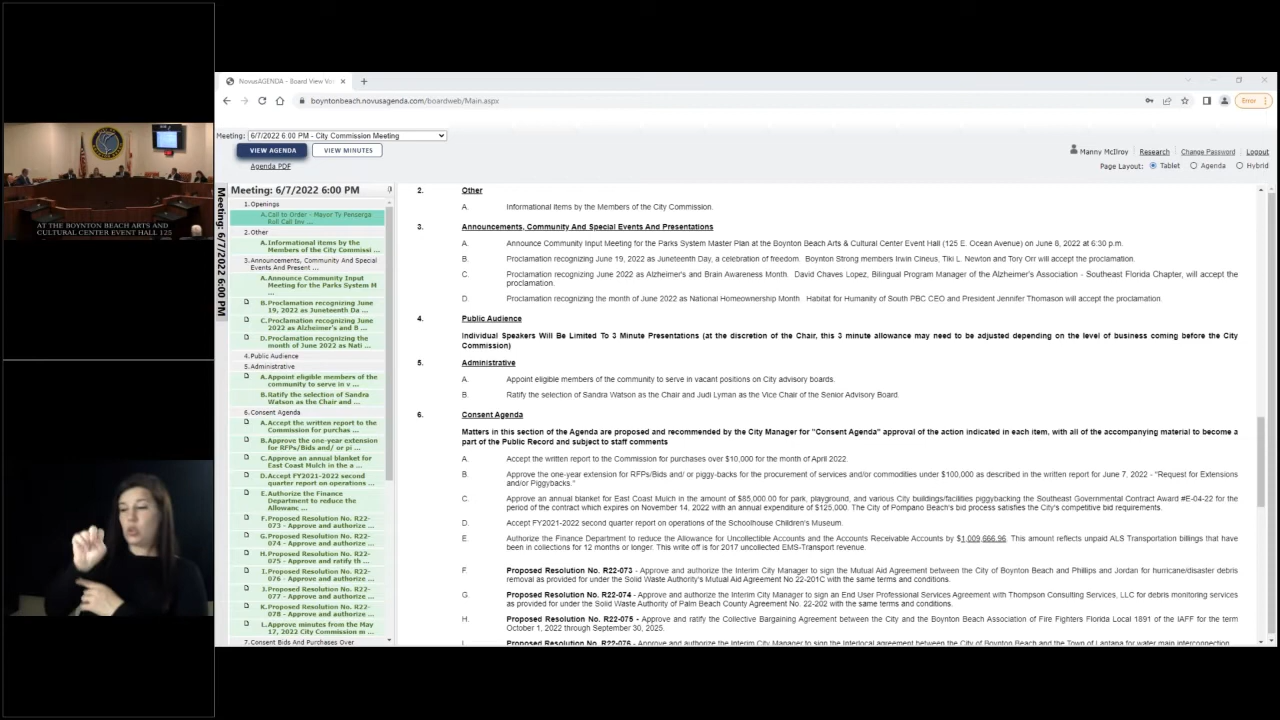 NovusAGENDA - Board View Ve
boyntonbeach.novusagenda.com/boardweb/Main.aspx
Error
Meeting: 6/7/2022 6:00 PM - City Commission Meeting
VIEW AGENDA VIEW MINUTES
Agenda PDF
Manny McIlroy Research Change Password Logout
Page Layout: Tablet Agenda Hybrid
Meeting: 6/7/2022 6:00 PM
Meeting: 6/7/2022 6:00 PM
1.Openings
A.Call to Order - Mayor Ty Penserga
Roll Call Inv ...
2.Other
A.Informational items by the
Members of the City Commissi ...
3.Announcements, Community And Special
Events And Present ...
A.Announce Community Input
Meeting for the Parks System M
...
B.Proclamation recognizing June
19, 2022 as Juneteenth Da ...
C.Proclamation recognizing June
2022 as Alzheimer's and B ...
D.Proclamation recognizing the
month of June 2022 as Nati ...
4.Public Audience
5.Administrative
A.Appoint eligible members of the
community to serve in v ...
B.Ratify the selection of Sandra
Watson as the Chair and ...
6.Consent Agenda
A.Accept the written report to the
Commission for purchas ...
B.Approve the one-year extension
for RFPs/Bids and/ or pi ...
C.Approve an annual blanket for
East Coast Mulch in the a ...
D.Accept FY2021-2022 second
quarter report on operations ...
E.Authorize the Finance
Department to reduce the
Allowanc ...
F.Proposed Resolution No. R22-
073 - Approve and authorize ...
G.Proposed Resolution No. R22-
074 - Approve and authorize ...
H.Proposed Resolution No. R22-
075 - Approve and ratify th ...
I.Proposed Resolution No. R22-
076 - Approve and authorize ...
J.Proposed Resolution No. R22-
077 - Approve and authorize ...
K.Proposed Resolution No. R22-
078 - Approve and authorize ...
L.Approve minutes from the May
17, 2022 City Commission m ...
7.Consent Bids And Purchases Over
2. Other
A. Informational items by the Members of the City Commission.
3. Announcements, Community And Special Events And Presentations
A. Announce Community Input Meeting for the Parks System Master Plan at the Boynton Beach Arts & Cultural Center Event Hall (125 E. Ocean Avenue) on June 8, 2022 at 6:30 p.m.
B. Proclamation recognizing June 19, 2022 as Juneteenth Day, a celebration of freedom. Boynton Strong members Irwin Cineus, Tiki L. Newton and Tory Orr will accept the proclamation.
C. Proclamation recognizing June 2022 as Alzheimer's and Brain Awareness Month. David Chaves Lopez, Bilingual Program Manager of the Alzheimer's Association - Southeast Florida Chapter, will accept the
proclamation.
D. Proclamation recognizing the month of June 2022 as National Homeownership Month Habitat for Humanity of South PBC CEO and President Jennifer Thomason will accept the proclamation.
4. Public Audience
Individual Speakers Will Be Limited To 3 Minute Presentations (at the discretion of the Chair, this 3 minute allowance may need to be adjusted depending on the level of business coming before the City
Commission)
5. Administrative
A. Appoint eligible members of the community to serve in vacant positions on City advisory boards.
B. Ratify the selection of Sandra Watson as the Chair and Judi Lyman as the Vice Chair of the Senior Advisory Board.
6. Consent Agenda
Matters in this section of the Agenda are proposed and recommended by the City Manager for "Consent Agenda" approval of the action indicated in each item, with all of the accompanying material to become a
part of the Public Record and subject to staff comments
A. Accept the written report to the Commission for purchases over $10,000 for the month of April 2022.
B. Approve the one-year extension for RFPs/Bids and/ or piggy-backs for the procurement of services and/or commodities under $100,000 as described in the written report for June 7, 2022 - "Request for Extensions
and/or Piggybacks."
C. Approve an annual blanket for East Coast Mulch in the amount of $85,000.00 for park, playground, and various City buildings/facilities piggybacking the Southeast Governmental Contract Award #E-04-22 for the
period of the contract which expires on November 14, 2022 with an annual expenditure of $125,000. The City of Pompano Beach's bid process satisfies the City's competitive bid requirements.
D. Accept FY2021-2022 second quarter report on operations of the Schoolhouse Children's Museum.
E. Authorize the Finance Department to reduce the Allowance for Uncollectible Accounts and the Accounts Receivable Accounts by $1,009,666.96. This amount reflects unpaid ALS Transportation billings that have
been in collections for 12 months or longer. This write off is for 2017 uncollected EMS-Transport revenue.
F. Proposed Resolution No. R22-073 - Approve and authorize the Interim City Manager to sign the Mutual Aid Agreement between the City of Boynton Beach and Phillips and Jordan for hurricane/disaster debris
removal as provided for under the Solid Waste Authority's Mutual Aid Agreement No 22-201C with the same terms and conditions.
G. Proposed Resolution No. R22-074 - Approve and authorize the Interim City Manager to sign an End User Professional Services Agreement with Thompson Consulting Services, LLC for debris monitoring services
as provided for under the Solid Waste Authority of Palm Beach County Agreement No. 22-202 with the same terms and conditions.
H. Proposed Resolution No. R22-075 - Approve and ratify the Collective Bargaining Agreement between the City and the Boynton Beach Association of Fire Fighters Florida Local 1891 of the IAFF for the term
October 1, 2022 through September 30, 2025.
I. Proposed Resolution No. R22-076 - Approve and authorize the Interim City Manager to sign the Interlocal agreement between the City of Boynton Beach and the Town of Lantana for water main interconnection.
AT THE BOYNTON BEACH ARTS AND
CULTURAL CENTER EVENT HALL 125